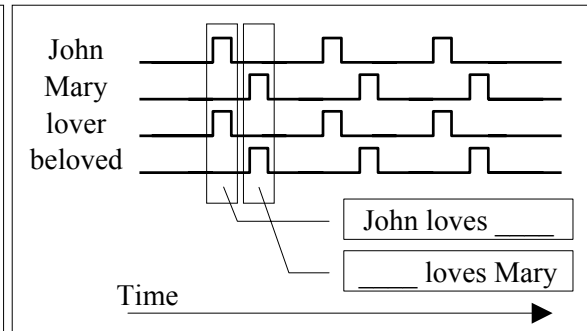 John
Mary
lover
beloved
John loves ____
____ loves Mary
Time